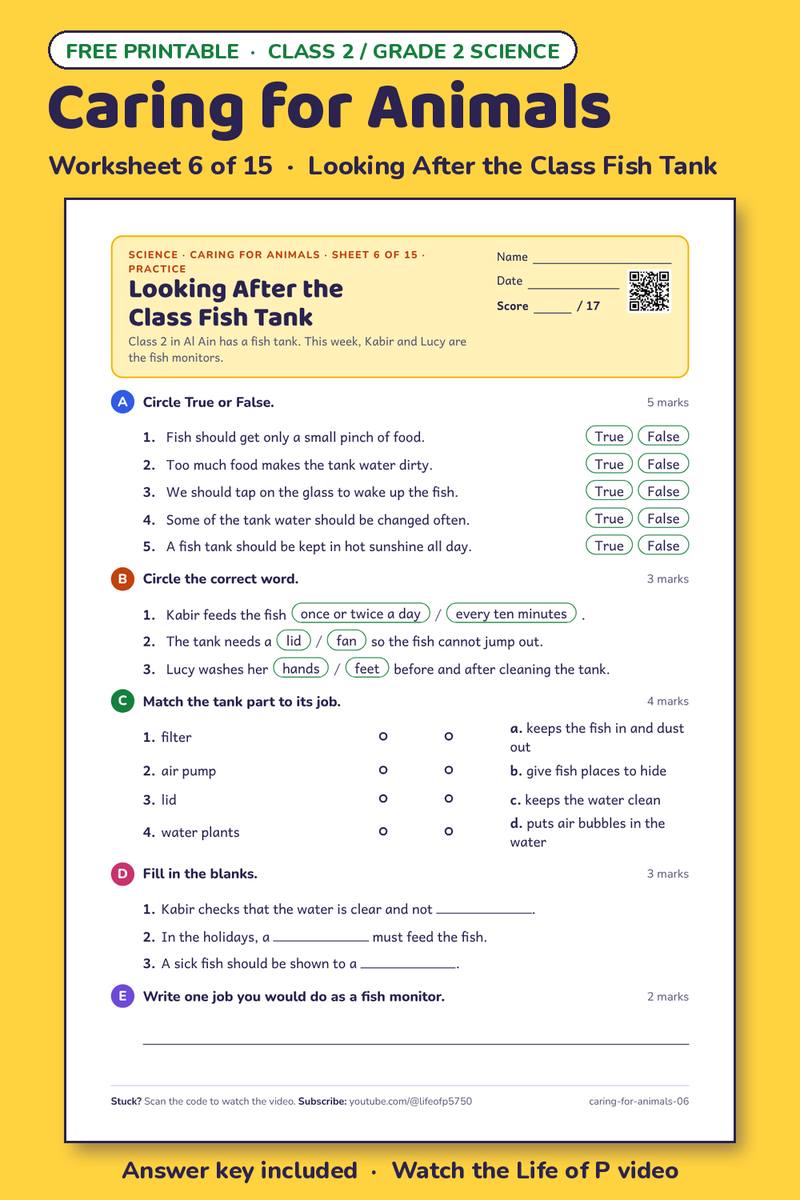 FREE PRINTABLE · CLASS 2 / GRADE 2 SCIENCE
Caring for Animals
Worksheet 6 of 15 · Looking After the Class Fish Tank
SCIENCE · CARING FOR ANIMALS · SHEET 6 OF 15 ·
PRACTICE
Looking After the
Class Fish Tank
Class 2 in Al Ain has a fish tank. This week, Kabir and Lucy are
the fish monitors.
Name ____________
Date ____________
Score _____ / 17
A Circle True or False. 5 marks
1. Fish should get only a small pinch of food. True False
2. Too much food makes the tank water dirty. True False
3. We should tap on the glass to wake up the fish. True False
4. Some of the tank water should be changed often. True False
5. A fish tank should be kept in hot sunshine all day. True False
B Circle the correct word. 3 marks
1. Kabir feeds the fish once or twice a day / every ten minutes .
2. The tank needs a lid / fan so the fish cannot jump out.
3. Lucy washes her hands / feet before and after cleaning the tank.
C Match the tank part to its job. 4 marks
1. filter
a. keeps the fish in and dust
out
2. air pump
b. give fish places to hide
3. lid
c. keeps the water clean
4. water plants
d. puts air bubbles in the
water
D Fill in the blanks. 3 marks
1. Kabir checks that the water is clear and not ____________.
2. In the holidays, a ____________ must feed the fish.
3. A sick fish should be shown to a ____________.
E Write one job you would do as a fish monitor. 2 marks
Stuck? Scan the code to watch the video. Subscribe: youtube.com/@lifeofp5750
caring-for-animals-06
Answer key included · Watch the Life of P video